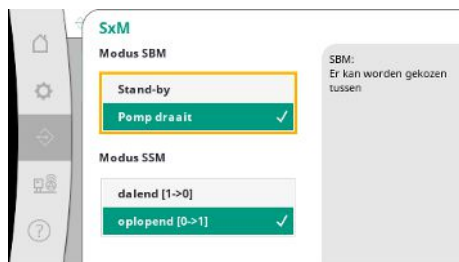 SxM
Modus SBM
Stand-by
Pomp draait
Modus SSM
dalend [1->0]
oplopend [0->1]
SBM:
Er kan worden gekozen
tussen